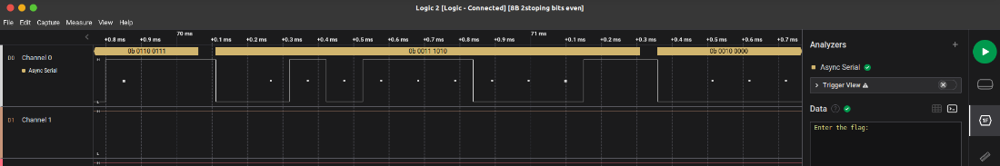 Logic 2 [Logic - Connected] [8B 2stoping bits even]
File Edit Capture Measure View Help
70 ms 71 ms
+0.8 ms +0.9 ms +0.1 ms +0.2 ms +0.3 ms +0.4 ms +0.5 ms +0.6 ms +0.7 ms +0.8 ms +0.9 ms +0.1 ms +0.2 ms +0.3 ms +0.4 ms +0.5 ms +0.6 ms +0.7 ms
D0 Channel 0
Async Serial
0b 0110 0111 0b 0011 1010 0b 0010 0000
H
L
D1 Channel 1
H
L
H
Analyzers
Async Serial
Trigger View
Data
Enter the flag:
1F